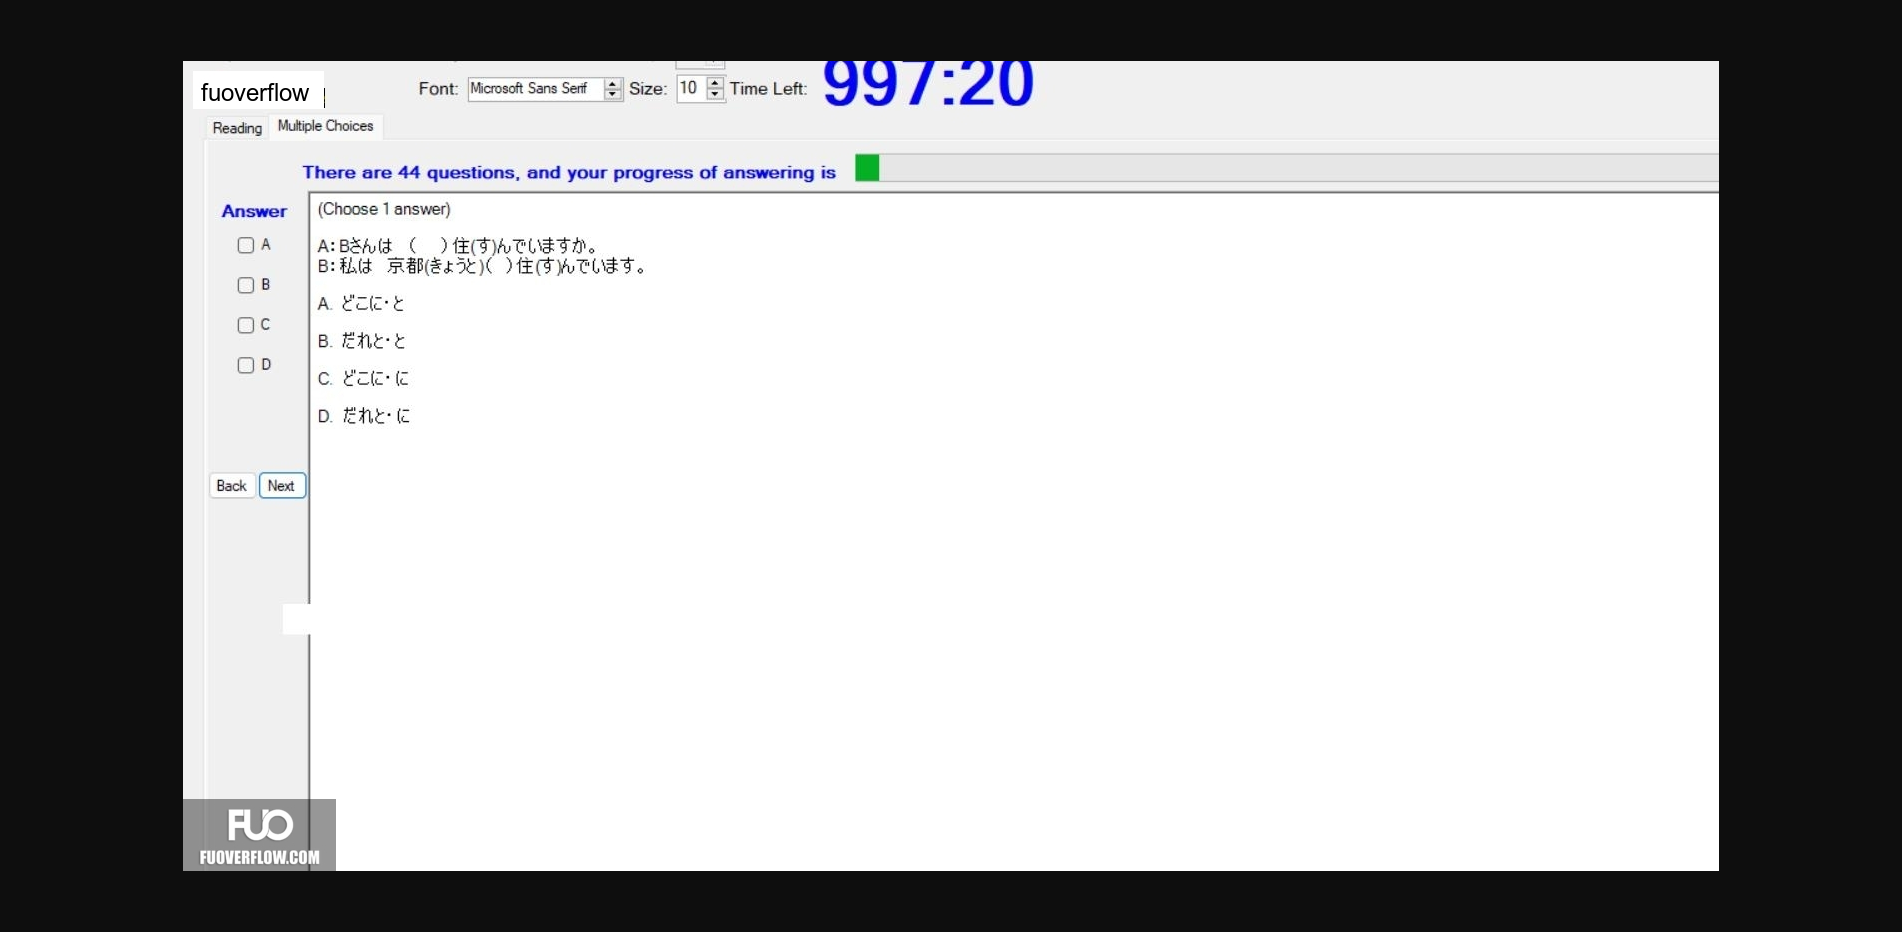 fuoverflow
Font: Microsoft Sans Serif Size: 10 Time Left: 997:20
Reading Multiple Choices
There are 44 questions, and your progress of answering is
Answer
(Choose 1 answer)
A
A:Bさんは （　）住(す)んでいますか。
B:私は 京都(きょうと)( )住(す)んでいます。
B
A. どこに・と
C
B. だれと・と
D
C. どこに・に
D. だれと・に
Back Next
FUO
FUOVERFLOW.COM